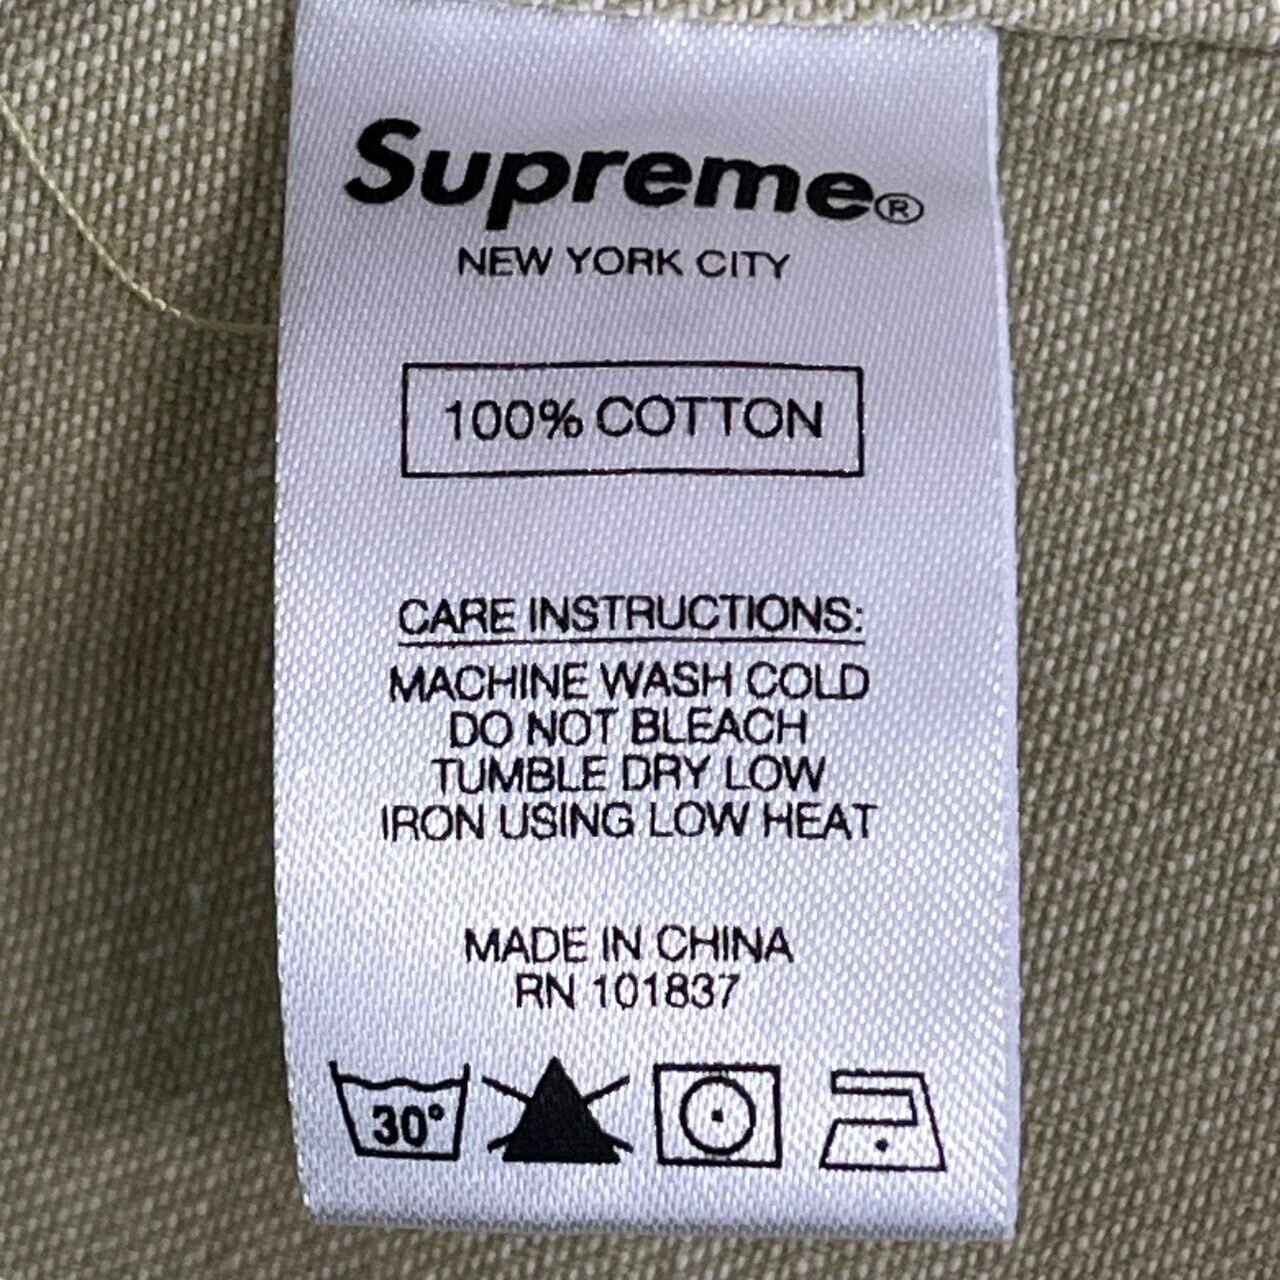 Supreme®
NEW YORK CITY
100% COTTON
CARE INSTRUCTIONS:
MACHINE WASH COLD
DO NOT BLEACH
TUMBLE DRY LOW
IRON USING LOW HEAT
MADE IN CHINA
RN 101837
30°